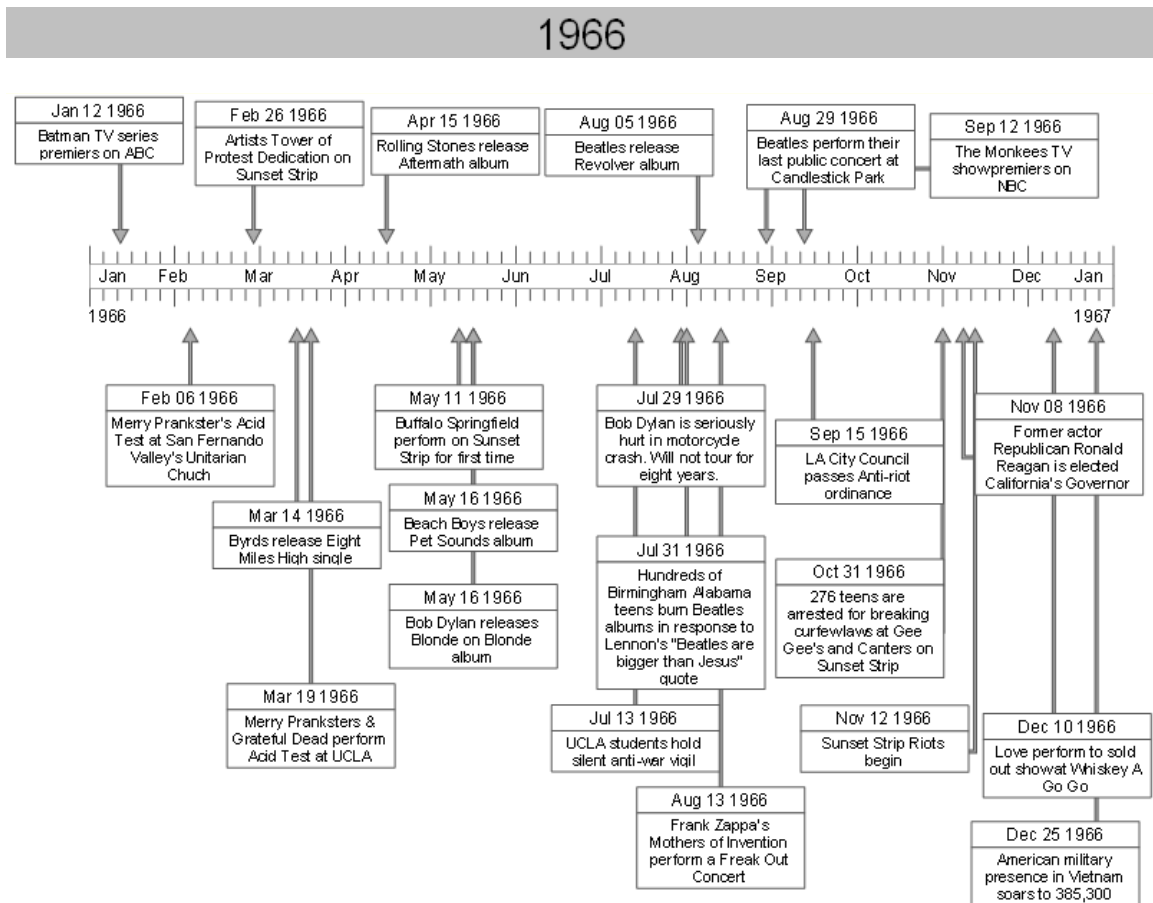 1966
Jan 12 1966
Batman TV series
premiers on ABC
Feb 26 1966
Artists Tower of
Protest Dedication on
Sunset Strip
Apr 15 1966
Rolling Stones release
Aftermath album
Aug 05 1966
Beatles release
Revolver album
Aug 29 1966
Beatles perform their
last public concert at
Candlestick Park
Sep 12 1966
The Monkees TV
showpremiers on
NBC
Jan Feb Mar Apr May Jun Jul Aug Sep Oct Nov Dec Jan
1966 1967
Feb 06 1966
Merry Prankster's Acid
Test at San Fernando
Valley's Unitarian
Chuch
Mar 14 1966
Byrds release Eight
Miles High single
Mar 19 1966
Merry Pranksters &
Grateful Dead perform
Acid Test at UCLA
May 11 1966
Buffalo Springfield
perform on Sunset
Strip for first time
May 16 1966
Beach Boys release
Pet Sounds album
May 16 1966
Bob Dylan releases
Blonde on Blonde
album
Jul 29 1966
Bob Dylan is seriously
hurt in motorcycle
crash. Will not tour for
eight years.
Jul 31 1966
Hundreds of
Birmingham Alabama
teens burn Beatles
albums in response to
Lennon's "Beatles are
bigger than Jesus"
quote
Jul 13 1966
UCLA students hold
silent anti-war vigil
Aug 13 1966
Frank Zappa's
Mothers of Invention
perform a Freak Out
Concert
Sep 15 1966
LA City Council
passes Anti-riot
ordinance
Oct 31 1966
276 teens are
arrested for breaking
curfewlaws at Gee
Gee's and Canters on
Sunset Strip
Nov 12 1966
Sunset Strip Riots
begin
Nov 08 1966
Former actor
Republican Ronald
Reagan is elected
California's Governor
Dec 10 1966
Love perform to sold
out showat Whiskey A
Go Go
Dec 25 1966
American military
presence in Vietnam
soars to 385,300